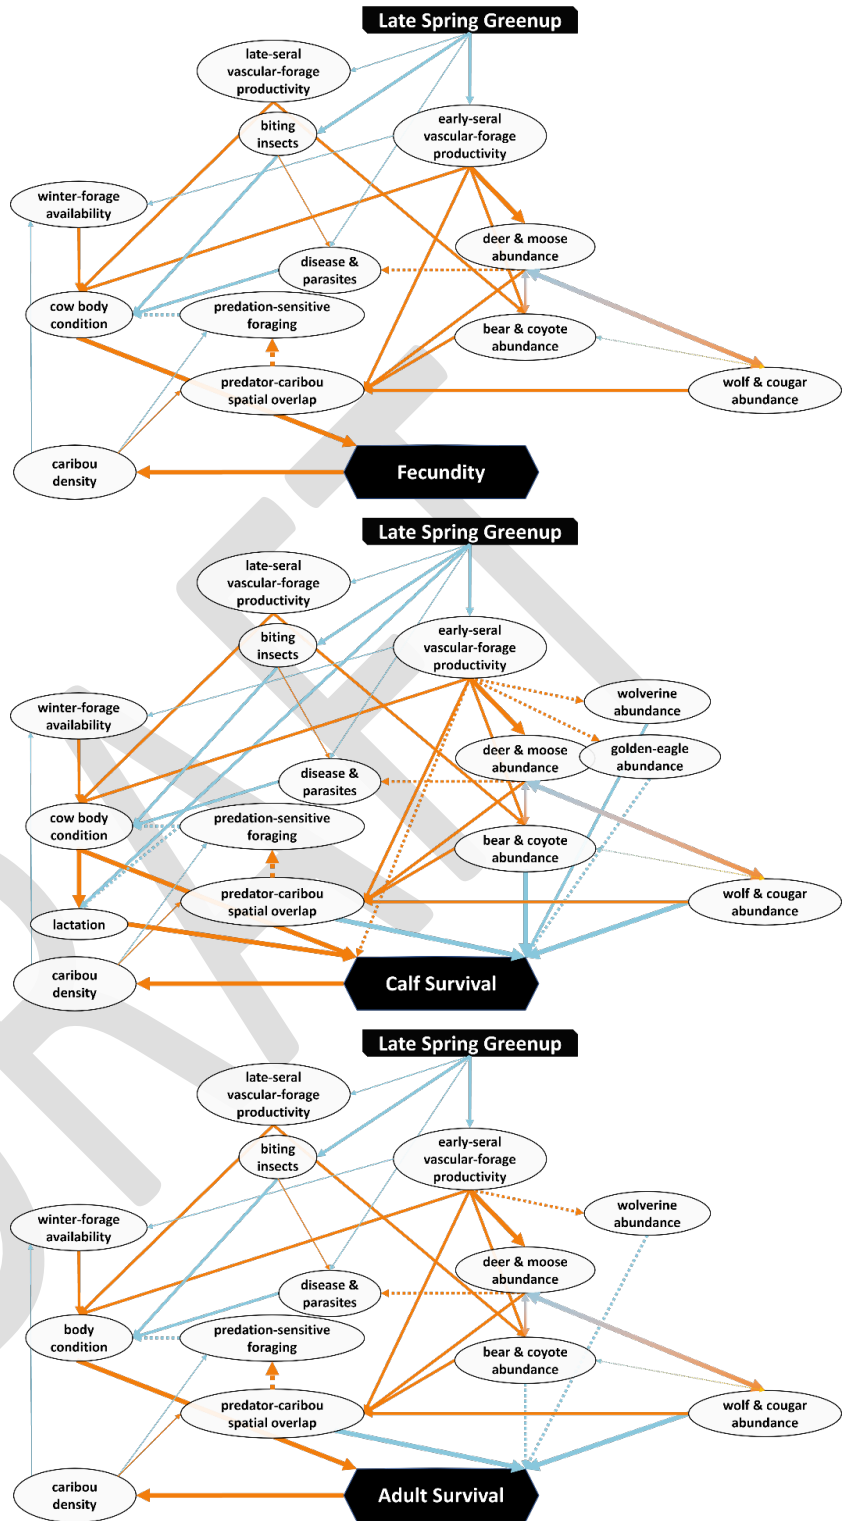 Late Spring Greenup
late-seral
vascular-forage
productivity
biting
insects
early-seral
vascular-forage
productivity
winter-forage
availability
deer & moose
abundance
disease &
parasites
cow body
condition
predation-sensitive
foraging
bear & coyote
abundance
predator-caribou
spatial overlap
wolf & cougar
abundance
caribou
density
Fecundity
Late Spring Greenup
late-seral
vascular-forage
productivity
biting
insects
early-seral
vascular-forage
productivity
wolverine
abundance
winter-forage
availability
deer & moose
abundance
golden-eagle
abundance
disease &
parasites
cow body
condition
predation-sensitive
foraging
bear & coyote
abundance
predator-caribou
spatial overlap
wolf & cougar
abundance
lactation
caribou
density
Calf Survival
Late Spring Greenup
late-seral
vascular-forage
productivity
biting
insects
early-seral
vascular-forage
productivity
wolverine
abundance
winter-forage
availability
deer & moose
abundance
disease &
parasites
body
condition
predation-sensitive
foraging
bear & coyote
abundance
predator-caribou
spatial overlap
wolf & cougar
abundance
caribou
density
Adult Survival
DRAFT